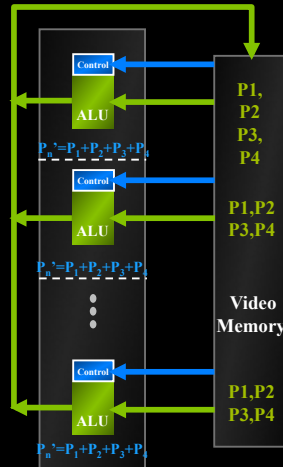 Control
ALU
Pn’=P1+P2+P3+P4
Control
ALU
Pn’=P1+P2+P3+P4
Control
ALU
Pn’=P1+P2+P3+P4
P1,
P2
P3,
P4
P1,P2
P3,P4
Video
Memory
P1,P2
P3,P4